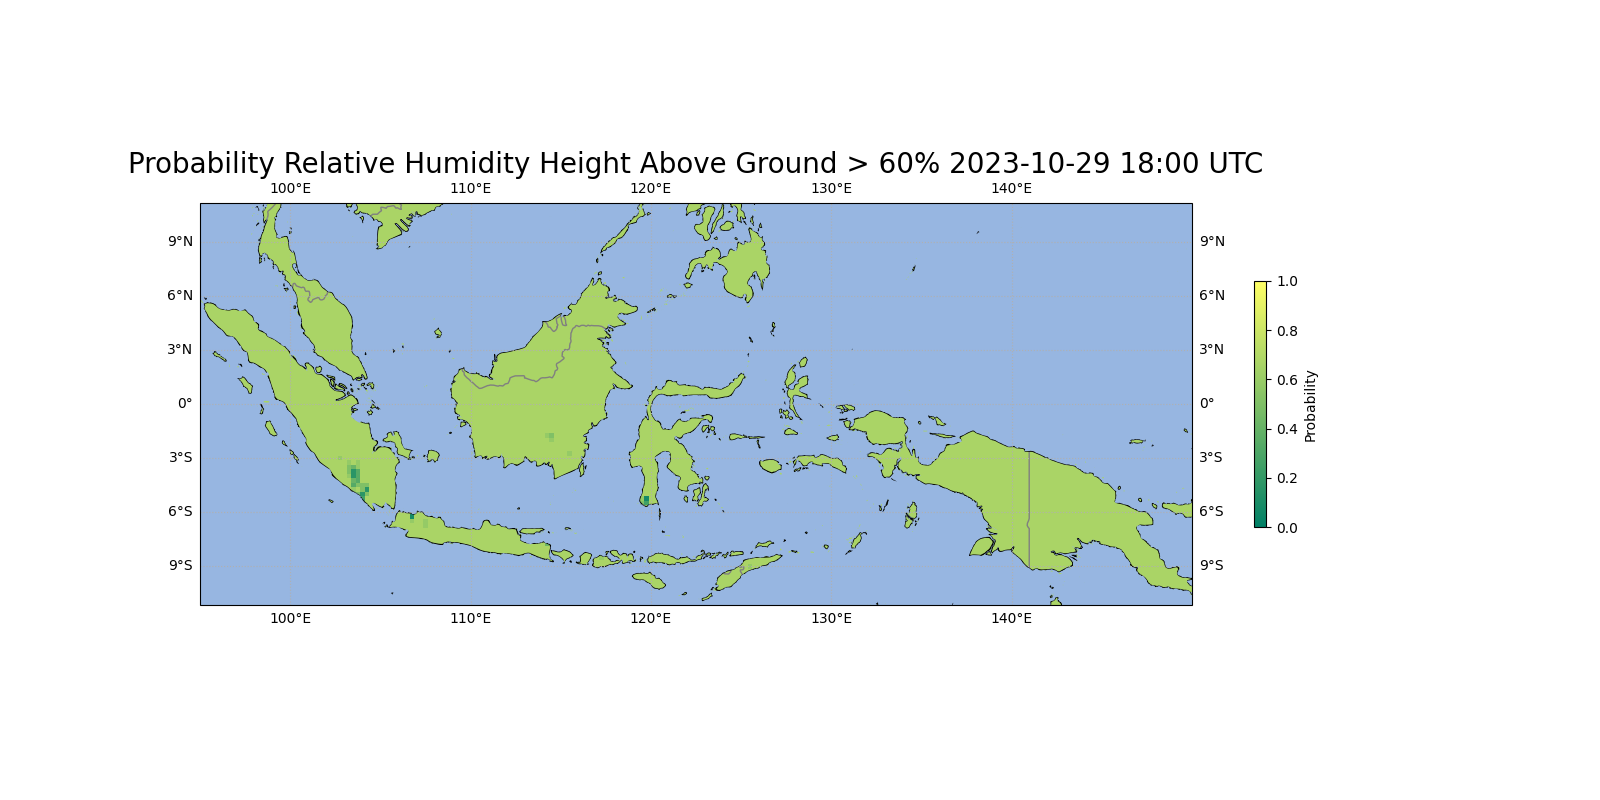 Probability Relative Humidity Height Above Ground > 60% 2023-10-29 18:00 UTC
100°E 110°E 120°E 130°E 140°E
9°N 9°N
6°N 6°N
3°N 3°N
0° 0°
3°S 3°S
6°S 6°S
9°S 9°S
100°E 110°E 120°E 130°E 140°E
1.0
0.8
0.6
0.4
0.2
0.0
Probability